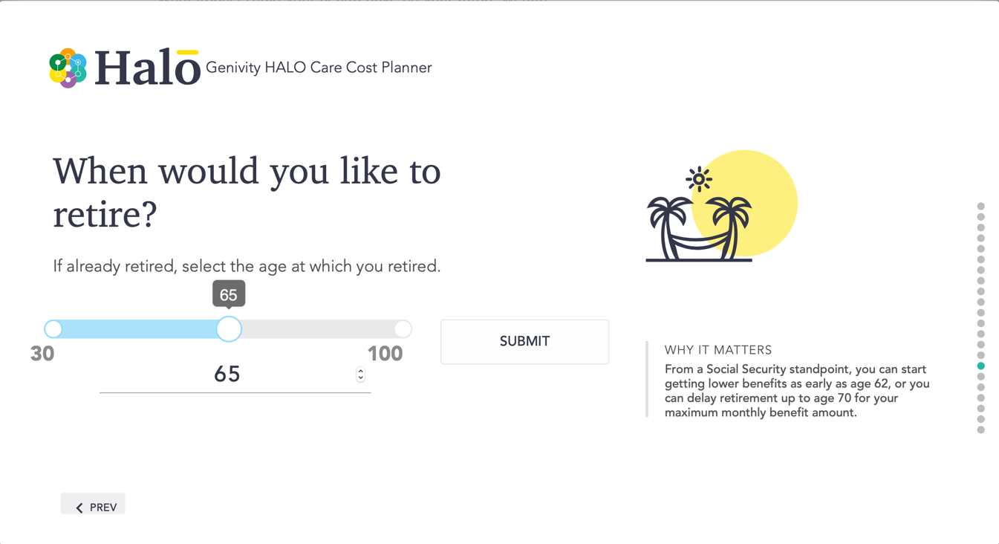 Halo Genivity HALO Care Cost Planner
When would you like to
retire?
If already retired, select the age at which you retired.
65
30
100
65
SUBMIT
WHY IT MATTERS
From a Social Security standpoint, you can start
getting lower benefits as early as age 62, or you
can delay retirement up to age 70 for your
maximum monthly benefit amount.
PREV